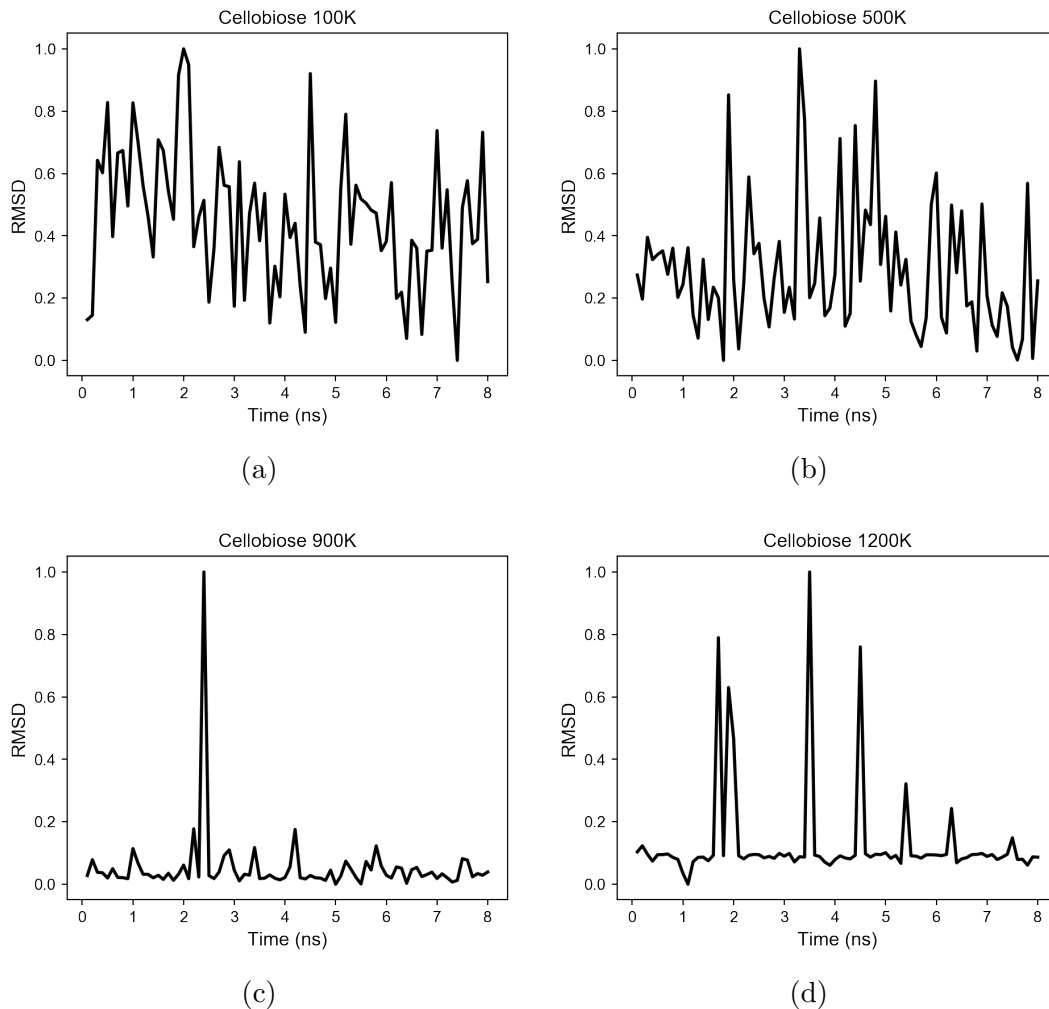 Cellobiose 100K
1.0
0.8
0.6
0.4
0.2
0.0
RMSD
0 1 2 3 4 5 6 7 8
Time (ns)
(a)
Cellobiose 500K
1.0
0.8
0.6
0.4
0.2
0.0
RMSD
0 1 2 3 4 5 6 7 8
Time (ns)
(b)
Cellobiose 900K
1.0
0.8
0.6
0.4
0.2
0.0
RMSD
0 1 2 3 4 5 6 7 8
Time (ns)
(c)
Cellobiose 1200K
1.0
0.8
0.6
0.4
0.2
0.0
RMSD
0 1 2 3 4 5 6 7 8
Time (ns)
(d)